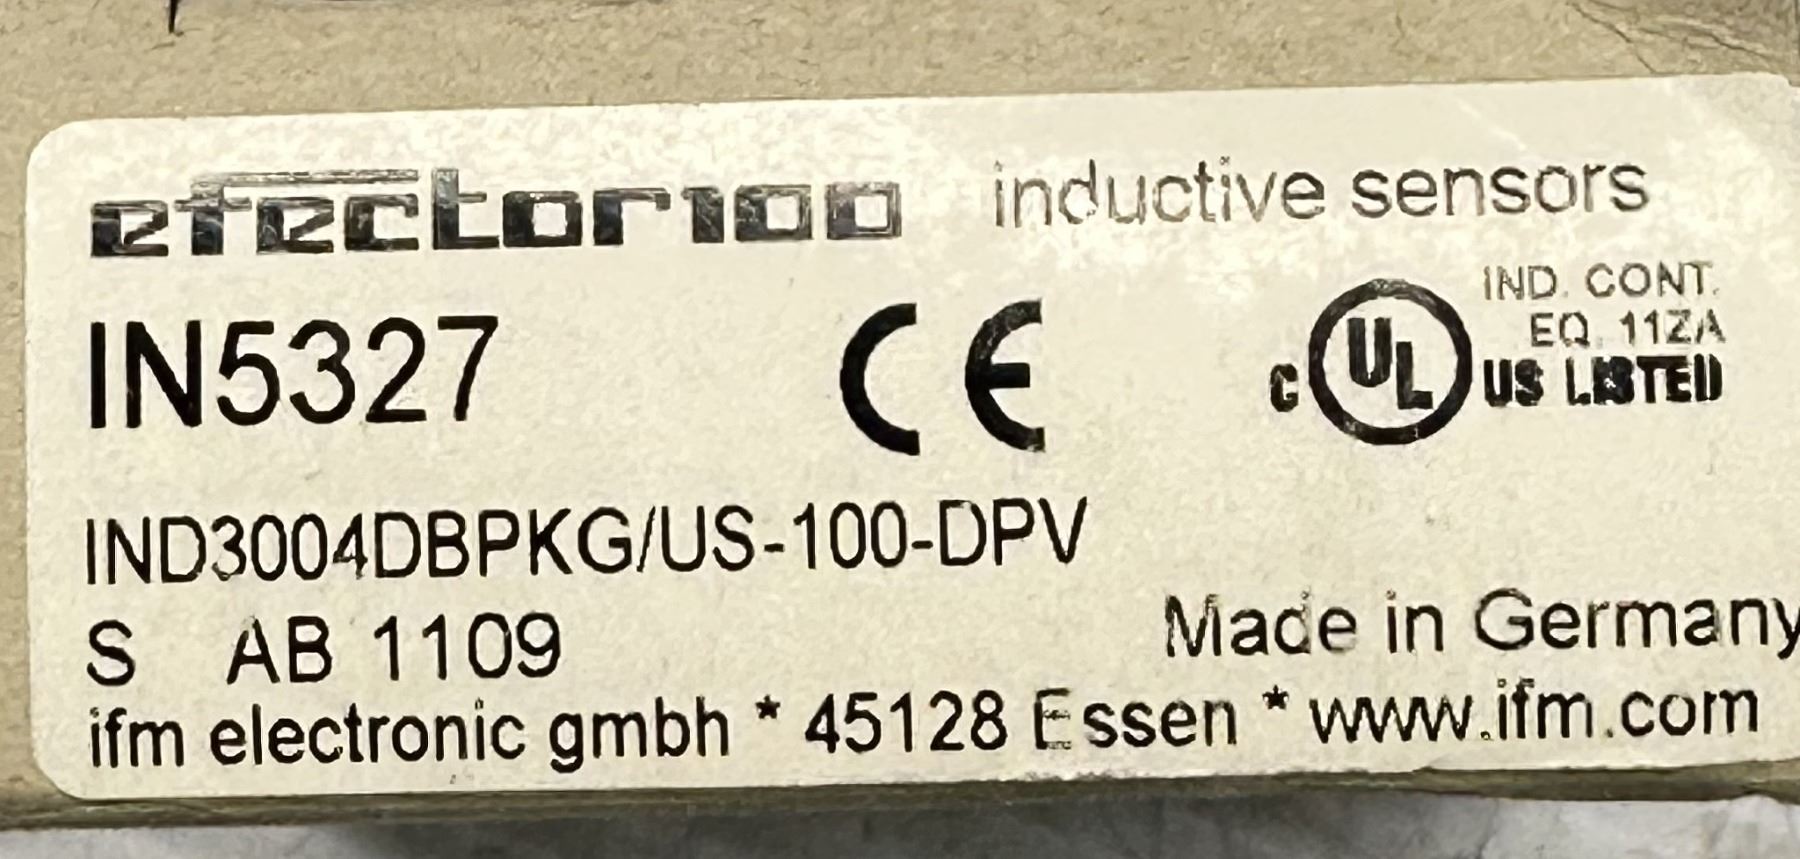 efector100 inductive sensors
IN5327 CE
IND. CONT.
EQ. 11ZA
C UL US LISTED
IND3004DBPKG/US-100-DPV
S AB 1109
Made in Germany
ifm electronic gmbh * 45128 Essen * www.ifm.com